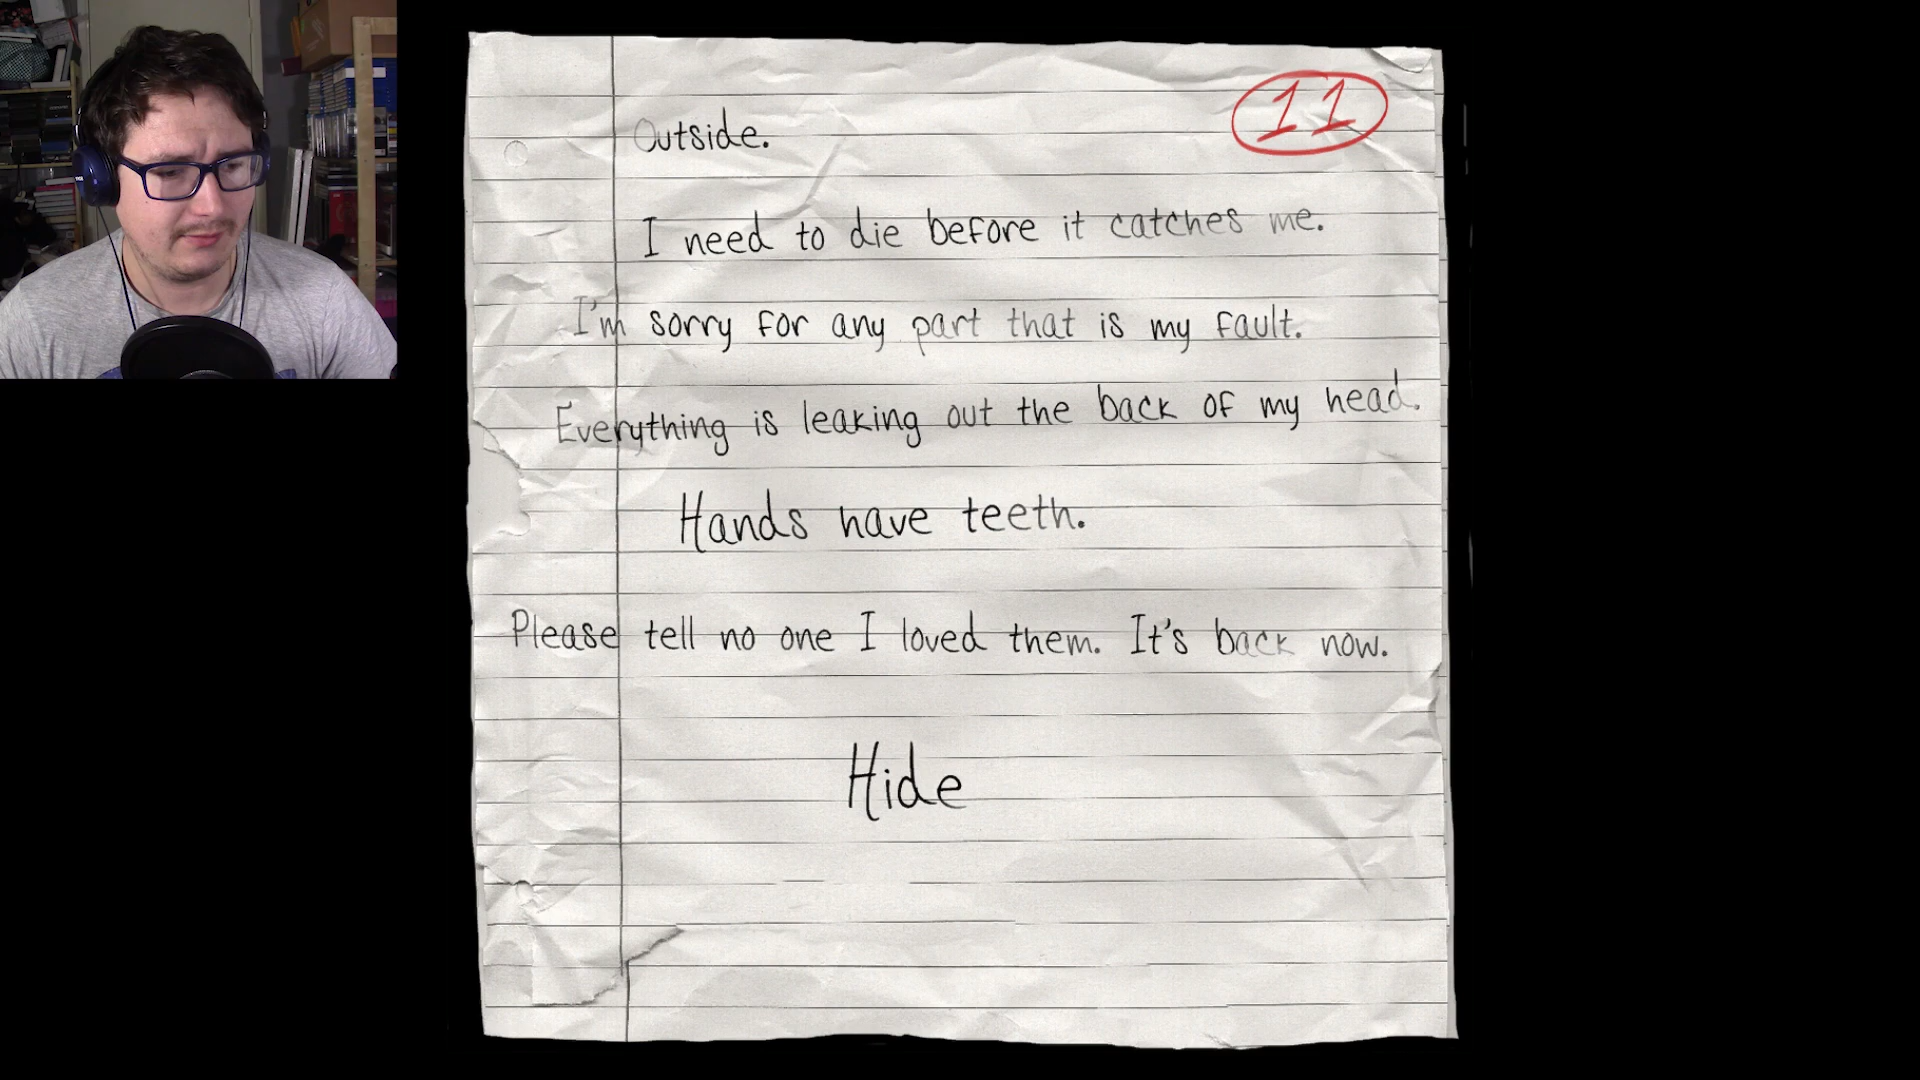 11
Outside.
I need to die before it catches me.
I'm sorry for any part that is my fault.
Everything is leaking out the back of my head.
Hands have teeth.
Please tell no one I loved them. It's back now.
Hide